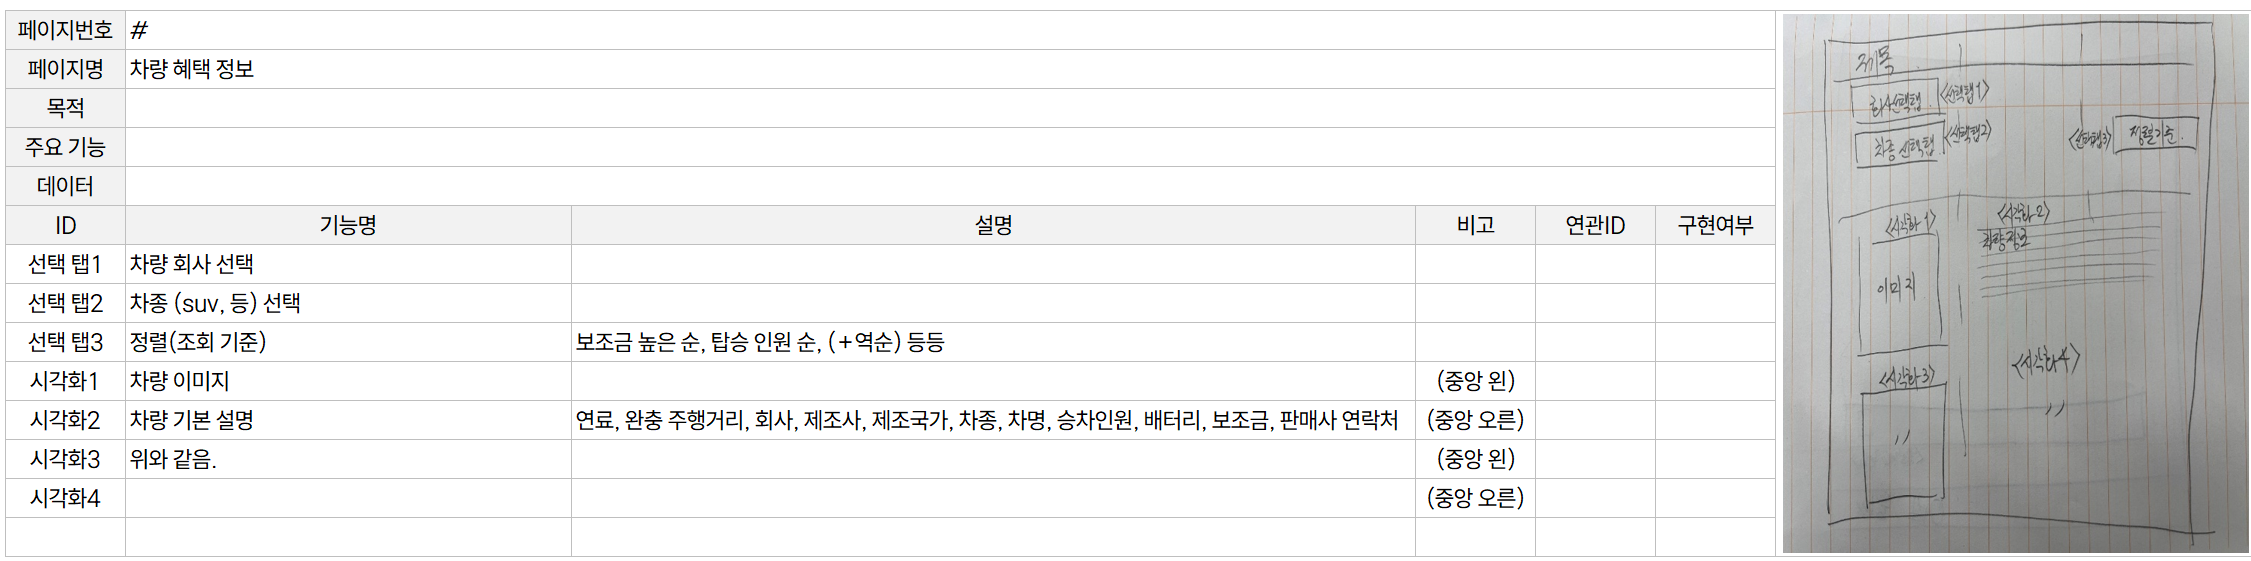 페이지번호 #
페이지명 차량 혜택 정보
목적
주요 기능
데이터
ID 기능명 설명 비고 연관ID 구현여부
선택 탭1 차량 회사 선택
선택 탭2 차종 (suv, 등) 선택
선택 탭3 정렬(조회 기준) 보조금 높은 순, 탑승 인원 순, (+역순) 등등
시각화1 차량 이미지 (중앙 왼)
시각화2 차량 기본 설명 연료, 완충 주행거리, 회사, 제조사, 제조국가, 차종, 차명, 승차인원, 배터리, 보조금, 판매사 연락처 (중앙 오른)
시각화3 위와 같음. (중앙 왼)
시각화4 (중앙 오른)
제목
회사선택탭. <선택탭1>
차종 선택탭 <선택탭2> <선택탭3> 정렬기준.
<시각화1> <시각화2>
차량정보
이미지
<시각화3> <시각화4>
〃 〃